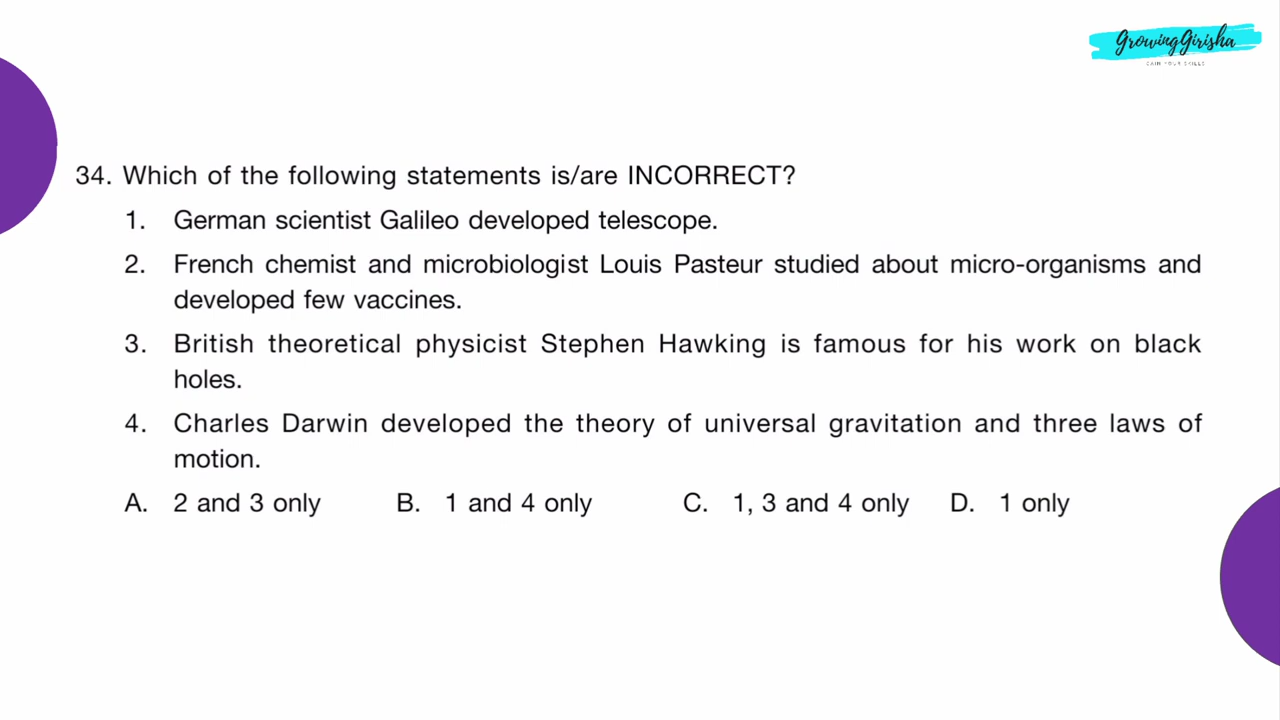 GrowingGirisha
GAIN YOUR SKILLS
34. Which of the following statements is/are INCORRECT?
1. German scientist Galileo developed telescope.
2. French chemist and microbiologist Louis Pasteur studied about micro-organisms and
developed few vaccines.
3. British theoretical physicist Stephen Hawking is famous for his work on black
holes.
4. Charles Darwin developed the theory of universal gravitation and three laws of
motion.
A. 2 and 3 only B. 1 and 4 only C. 1, 3 and 4 only D. 1 only